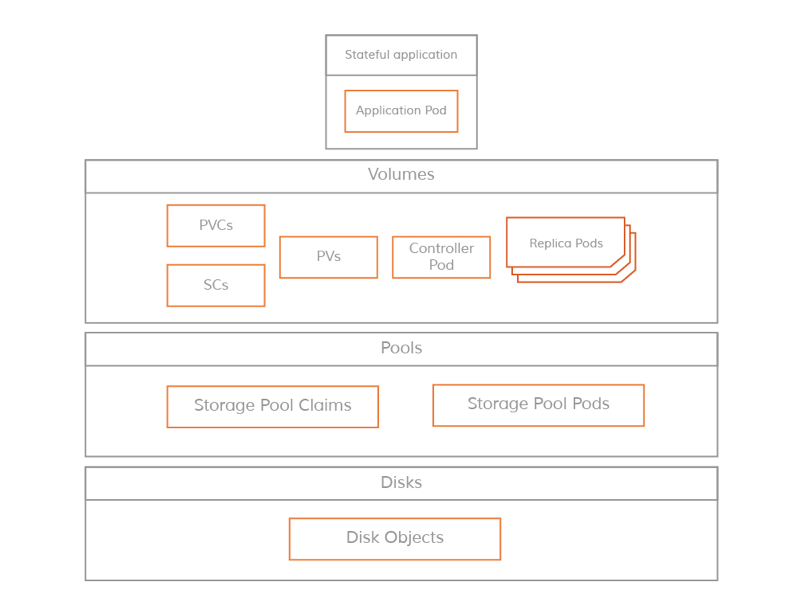 Stateful application
Application Pod
Volumes
PVCs
SCs
PVs
Controller
Pod
Replica Pods
Pools
Storage Pool Claims
Storage Pool Pods
Disks
Disk Objects